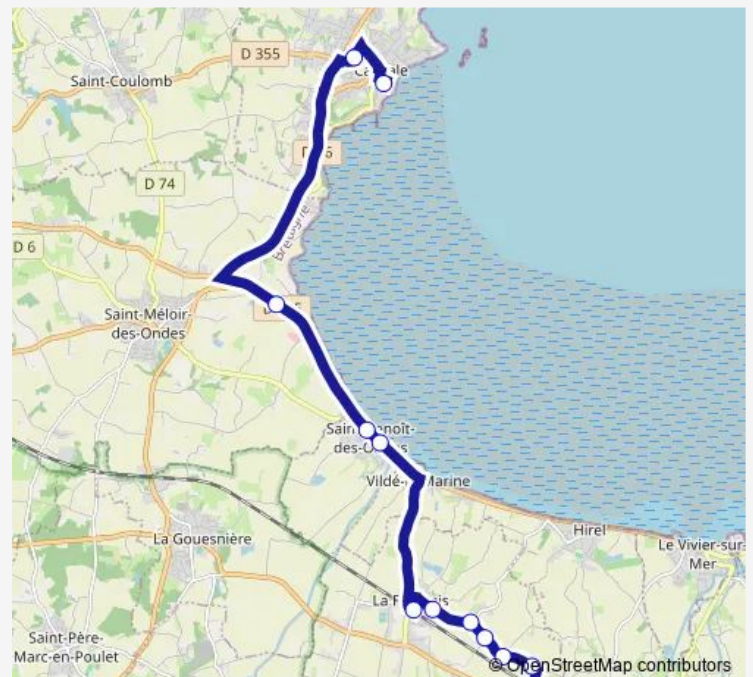 D 355
Saint-Coulomb
D 74
Bretagne
D 6
Saint-Méloir-
des-Ondes
Vildé-
Marine
Hirel
La Gouesnière
Le Vivier-sur-
Mer
Saint-Père-
Marc-en-Poulet
© OpenStreetMap contributors